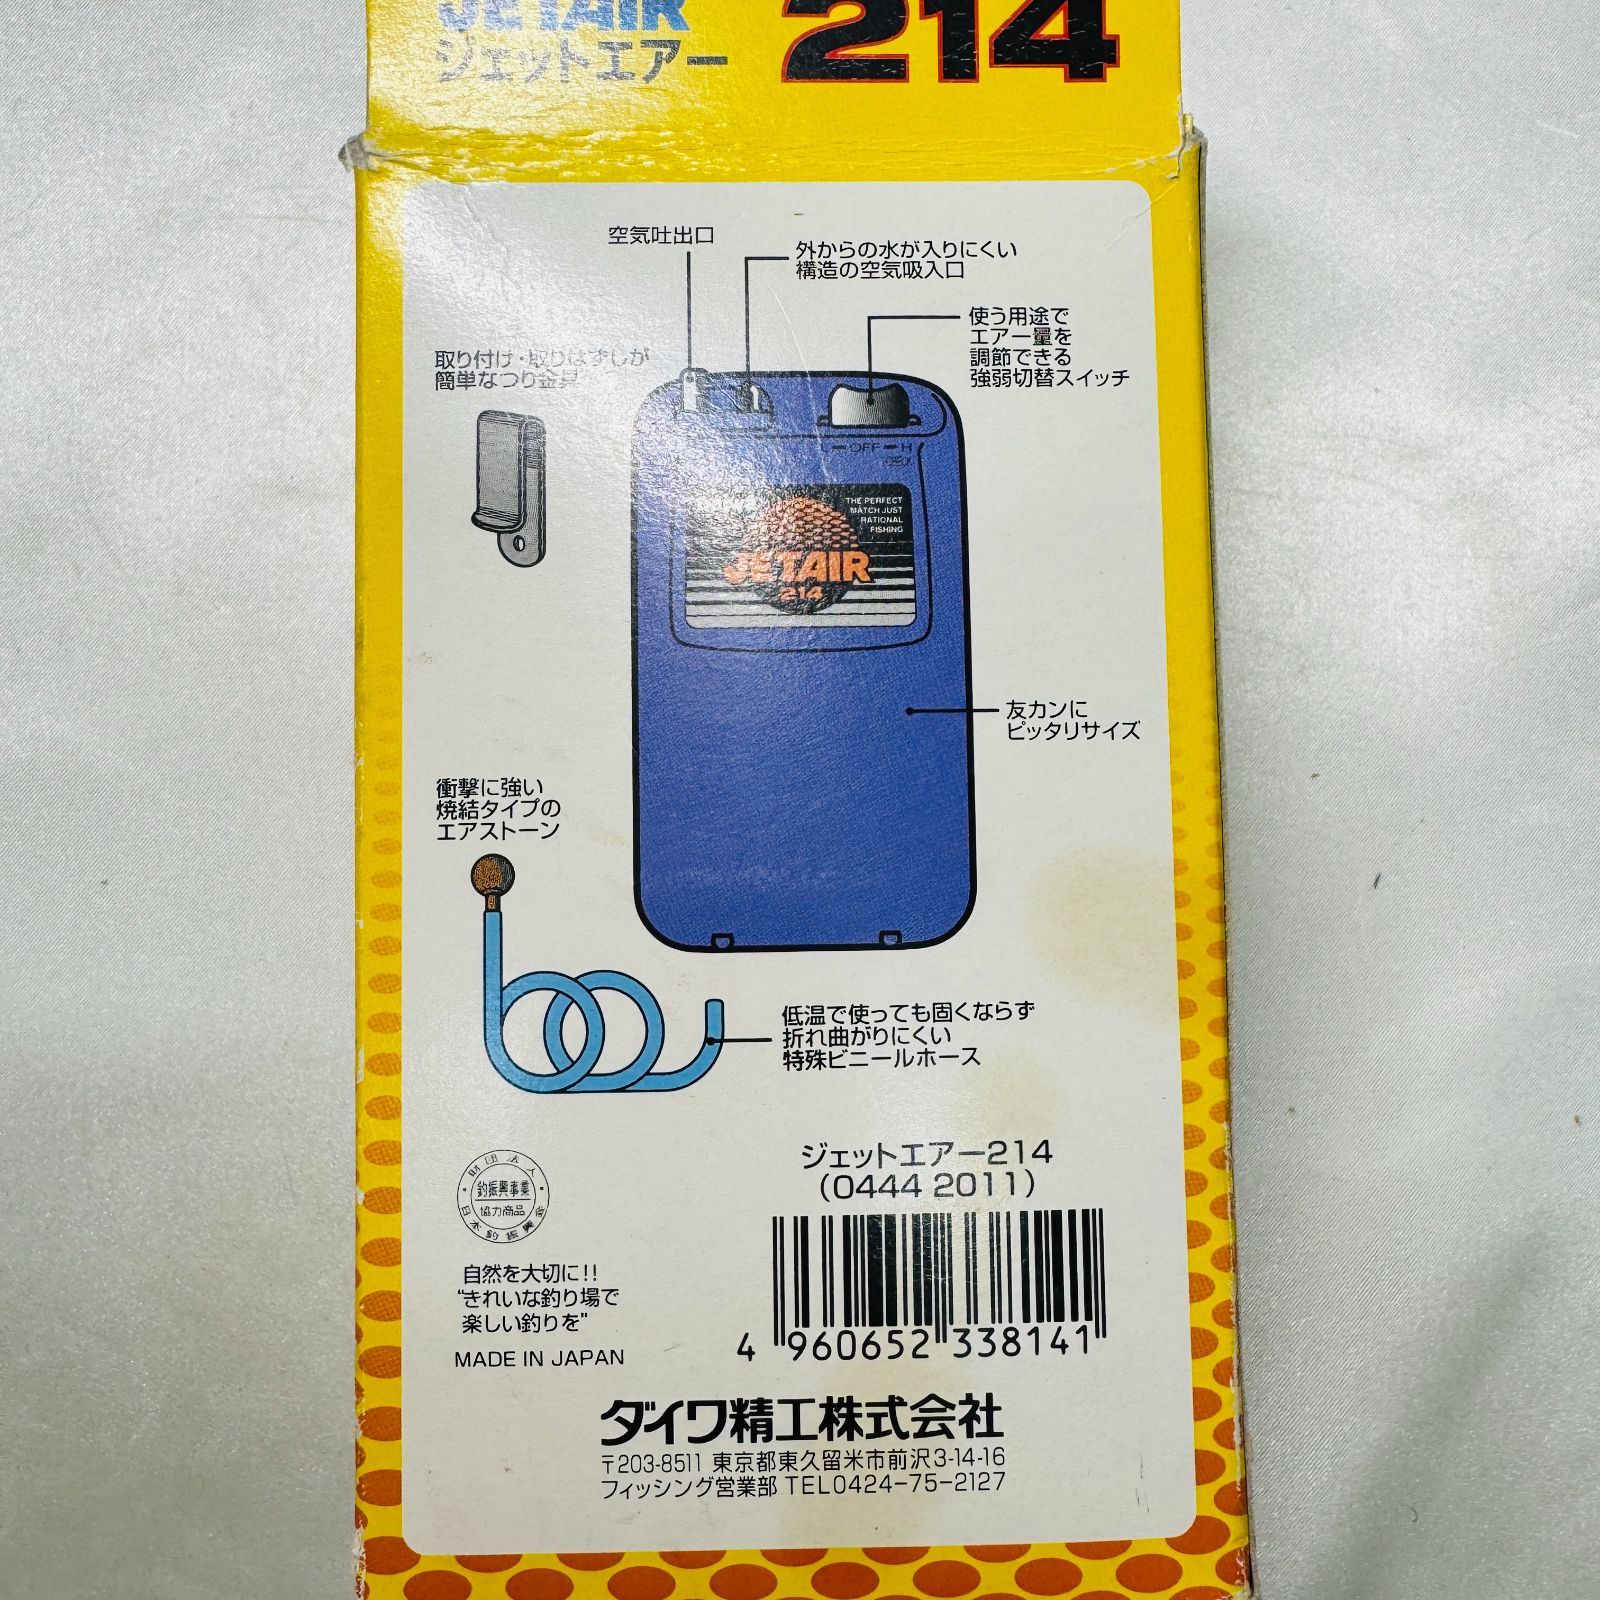 JETAIR
ジェットエアー
214
空気吐出口
外からの水が入りにくい
構造の空気吸入口
使う用途で
エアー量を
調節できる
強弱切替スイッチ
取り付け・取りはずしが
簡単なつり金具
L－OFF－H
THE PERFECT
MATCH JUST
RATIONAL
FISHING
JETAIR
214
友カンに
ピッタリサイズ
衝撃に強い
焼結タイプの
エアストーン
低温で使っても固くならず
折れ曲がりにくい
特殊ビニールホース
財団法人
釣振興事業
協力商品
日本釣振興会
自然を大切に!!
“きれいな釣り場で
楽しい釣りを”
MADE IN JAPAN
ジェットエアー214
(0444 2011)
4 960652 338141
ダイワ精工株式会社
〒203-8511 東京都東久留米市前沢3-14-16
フィッシング営業部 TEL0424-75-2127